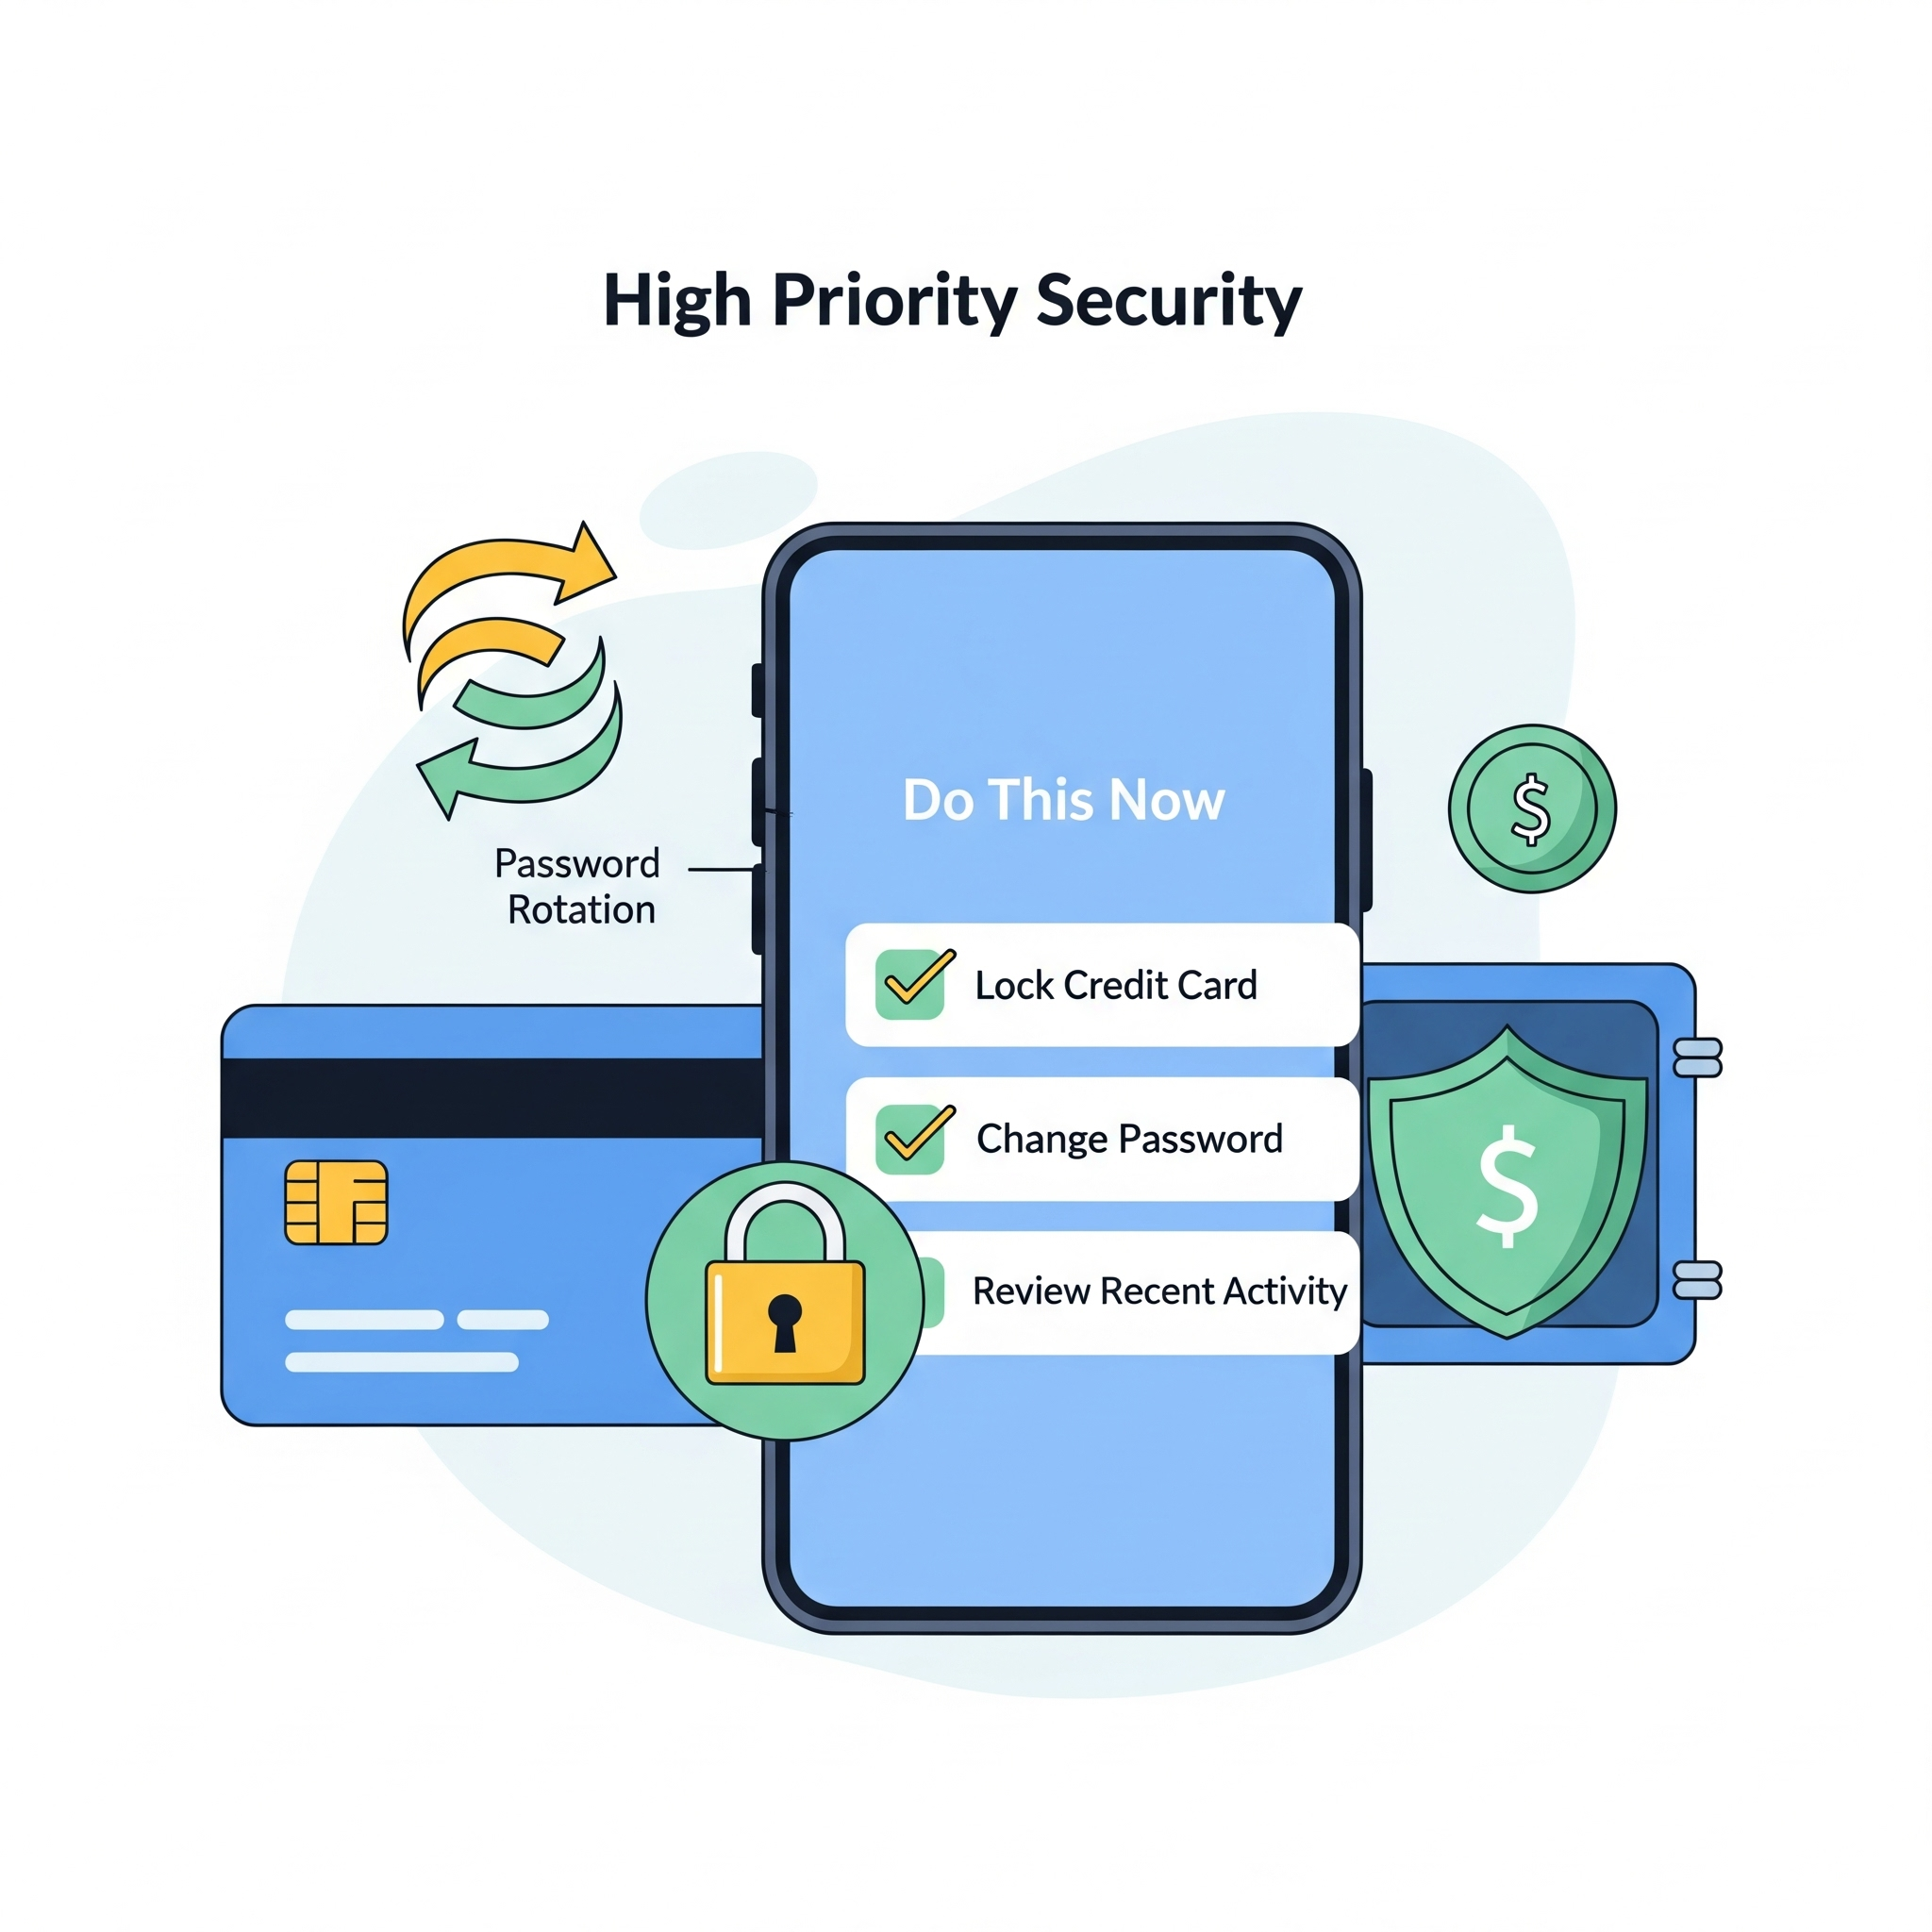 High Priority Security
Do This Now
Password
Rotation
$
Lock Credit Card
Change Password
$
Review Recent Activity